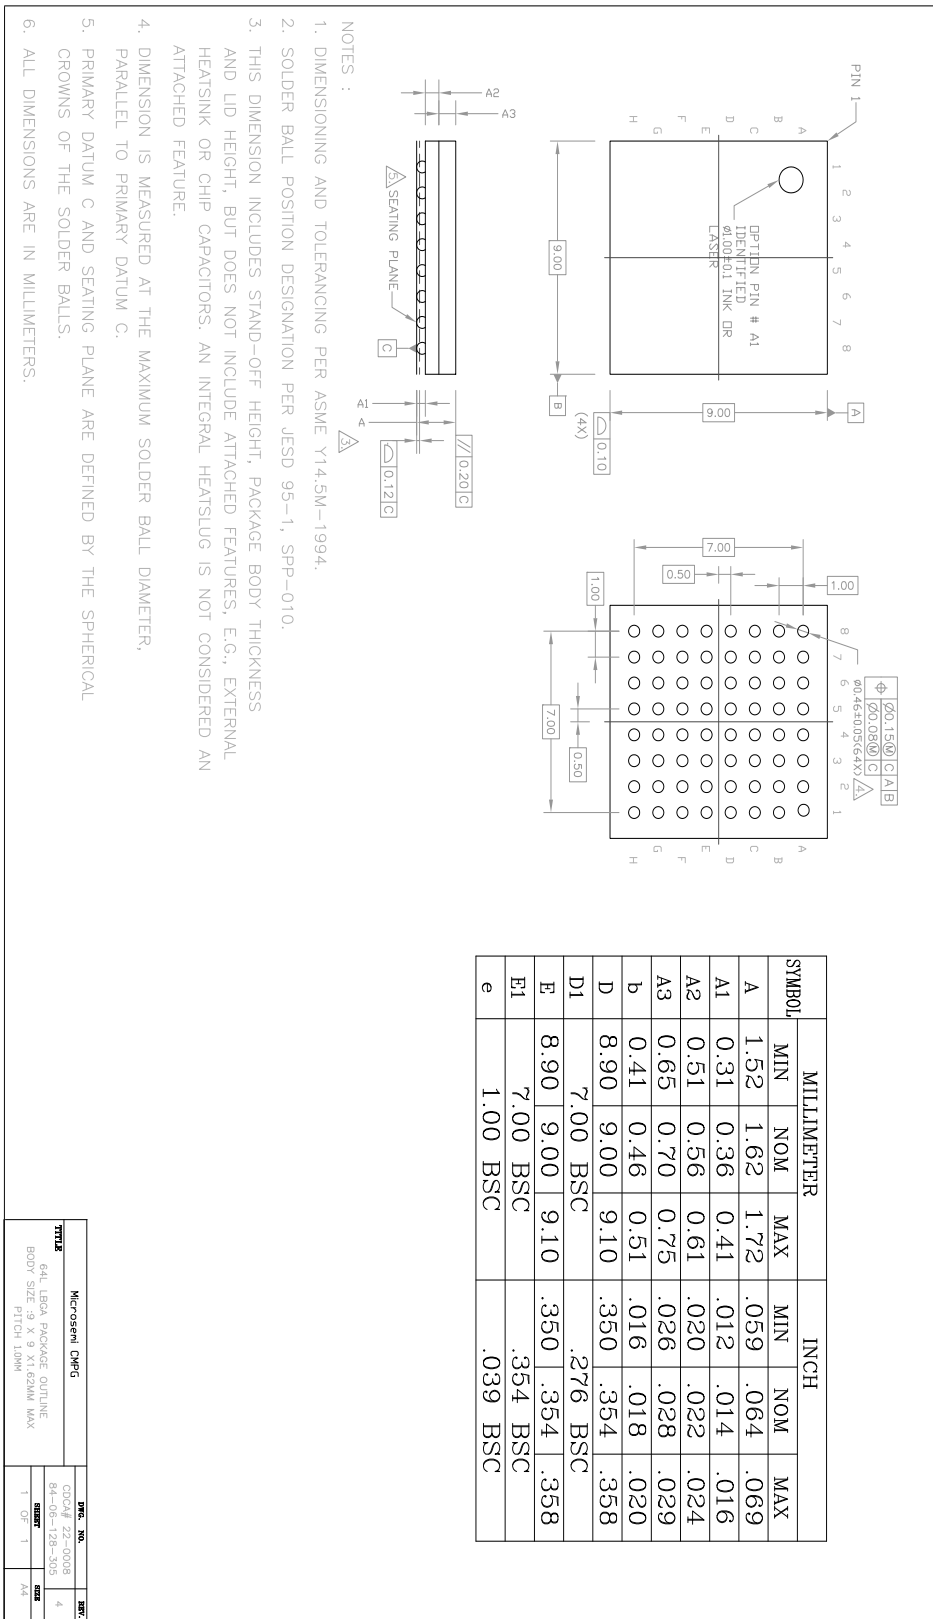 PIN 1
A B C D E F G H
1 2 3 4 5 6 7 8
OPTION PIN # A1
IDENTIFIED
ø1.00±0.1 INK OR
LASER
9.00
A
9.00
B
0.10
(4X)
A2
A3
5. SEATING PLANE
C
A1
A
3.
// 0.20 C
0.12 C
7.00
0.50
1.00
1.00
7.00
0.50
Ø0.15Ⓜ C A B
Ø0.08Ⓜ C
ø0.46±0.05(64X) 4.
8 7 6 5 4 3 2 1
A B C D E F G H
NOTES :
1. DIMENSIONING AND TOLERANCING PER ASME Y14.5M-1994.
2. SOLDER BALL POSITION DESIGNATION PER JESD 95-1, SPP-010.
3. THIS DIMENSION INCLUDES STAND-OFF HEIGHT, PACKAGE BODY THICKNESS
AND LID HEIGHT, BUT DOES NOT INCLUDE ATTACHED FEATURES, E.G., EXTERNAL
HEATSINK OR CHIP CAPACITORS. AN INTEGRAL HEATSLUG IS NOT CONSIDERED AN
ATTACHED FEATURE.
4. DIMENSION IS MEASURED AT THE MAXIMUM SOLDER BALL DIAMETER,
PARALLEL TO PRIMARY DATUM C.
5. PRIMARY DATUM C AND SEATING PLANE ARE DEFINED BY THE SPHERICAL
CROWNS OF THE SOLDER BALLS.
6. ALL DIMENSIONS ARE IN MILLIMETERS.
SYMBOL MILLIMETER INCH
MIN NOM MAX MIN NOM MAX
A 1.52 1.62 1.72 .059 .064 .069
A1 0.31 0.36 0.41 .012 .014 .016
A2 0.51 0.56 0.61 .020 .022 .024
A3 0.65 0.70 0.75 .026 .028 .029
b 0.41 0.46 0.51 .016 .018 .020
D 8.90 9.00 9.10 .350 .354 .358
D1 7.00 BSC .276 BSC
E 8.90 9.00 9.10 .350 .354 .358
E1 7.00 BSC .354 BSC
e 1.00 BSC .039 BSC
Microsemi CMPG
DWG. NO.
REV.
CDCA# 22-0008
84-06-128-305
4
TITLE
64L LBGA PACKAGE OUTLINE
BODY SIZE :9 X 9 X1.62MM MAX
PITCH 1.0MM
SHEET
SIZE
1 OF 1
A4